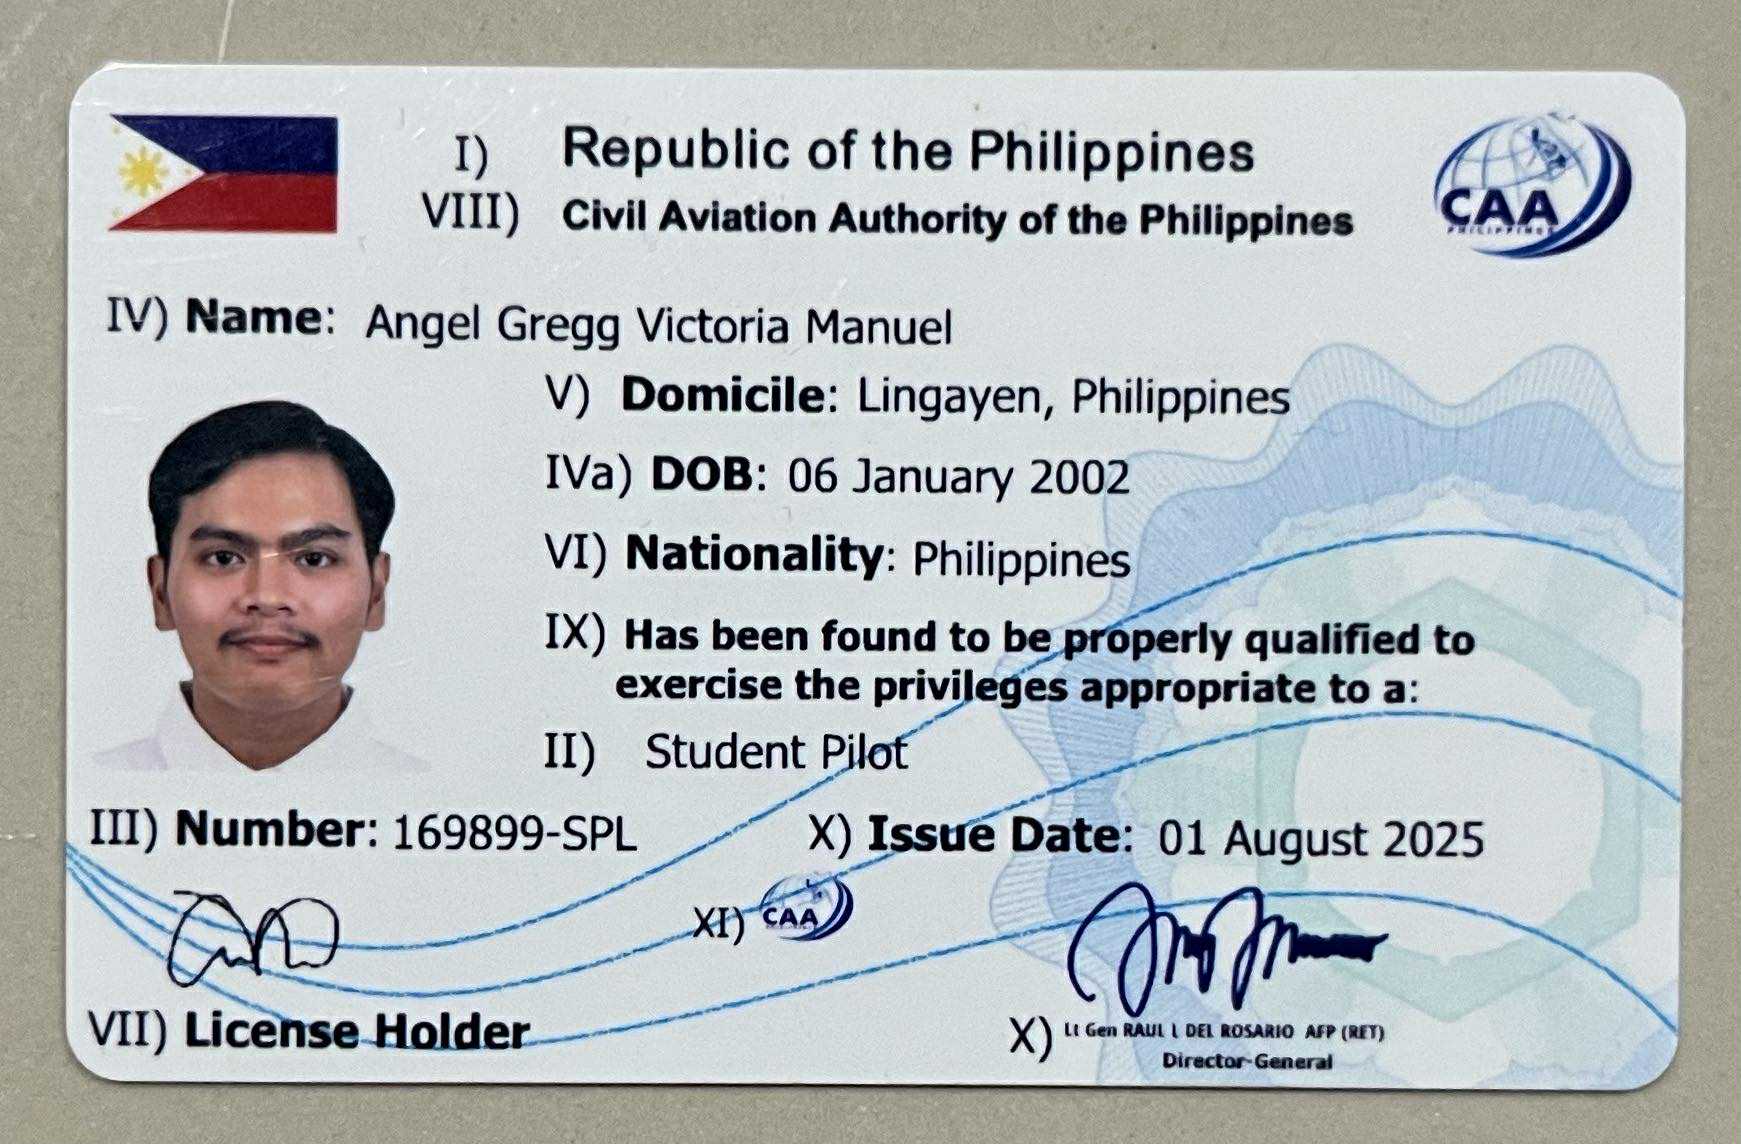 I) Republic of the Philippines
VIII) Civil Aviation Authority of the Philippines
CAA
PHILIPPINES
IV) Name: Angel Gregg Victoria Manuel
V) Domicile: Lingayen, Philippines
IVa) DOB: 06 January 2002
VI) Nationality: Philippines
IX) Has been found to be properly qualified to
exercise the privileges appropriate to a:
II) Student Pilot
III) Number: 169899-SPL X) Issue Date: 01 August 2025
XI) CAA
VII) License Holder
X) Lt Gen RAUL L DEL ROSARIO AFP (RET)
Director-General